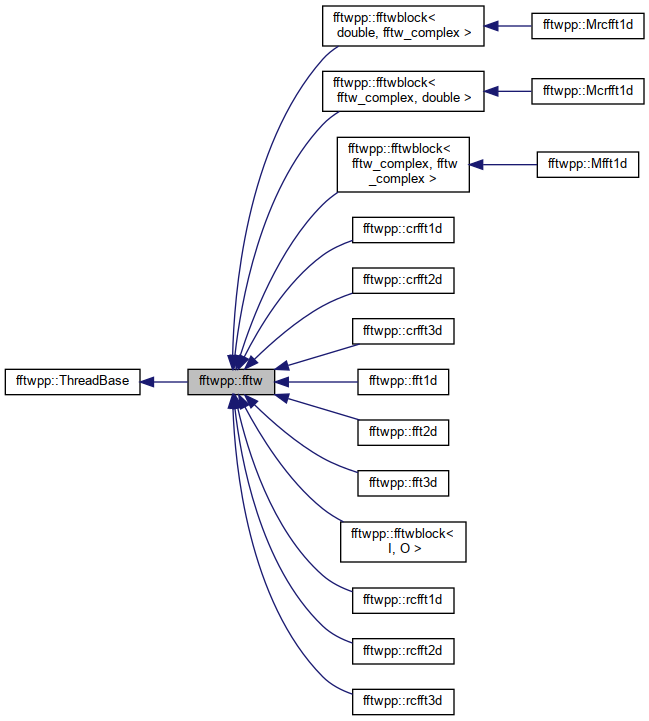 fftwpp::fftwblock<
double, fftw_complex >
fftwpp::Mrcfft1d
fftwpp::fftwblock<
fftw_complex, double >
fftwpp::Mcrfft1d
fftwpp::fftwblock<
fftw_complex, fftw
_complex >
fftwpp::Mfft1d
fftwpp::crfft1d
fftwpp::crfft2d
fftwpp::crfft3d
fftwpp::ThreadBase
fftwpp::fftw
fftwpp::fft1d
fftwpp::fft2d
fftwpp::fft3d
fftwpp::fftwblock<
I, O >
fftwpp::rcfft1d
fftwpp::rcfft2d
fftwpp::rcfft3d